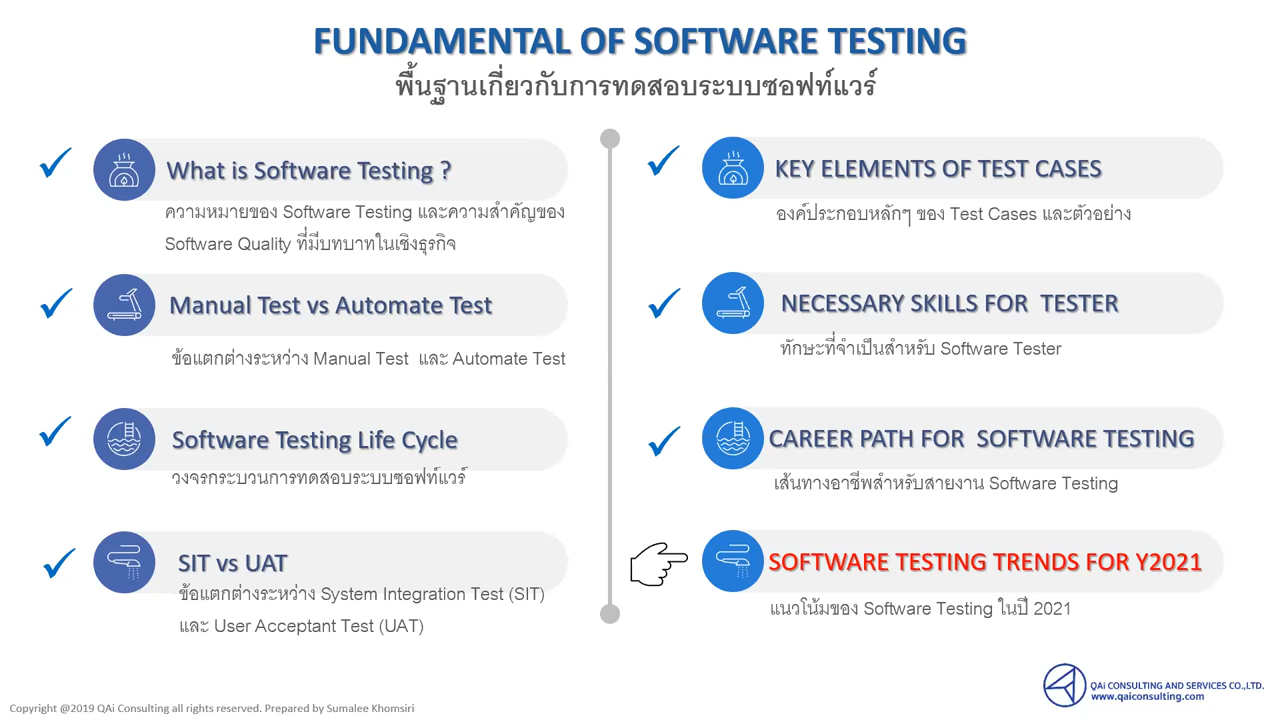 FUNDAMENTAL OF SOFTWARE TESTING
พื้นฐานเกี่ยวกับการทดสอบระบบซอฟท์แวร์
What is Software Testing ?
ความหมายของ Software Testing และความสำคัญของ
Software Quality ที่มีบทบาทในเชิงธุรกิจ
Manual Test vs Automate Test
ข้อแตกต่างระหว่าง Manual Test และ Automate Test
Software Testing Life Cycle
วงจรกระบวนการทดสอบระบบซอฟท์แวร์
SIT vs UAT
ข้อแตกต่างระหว่าง System Integration Test (SIT)
และ User Acceptant Test (UAT)
KEY ELEMENTS OF TEST CASES
องค์ประกอบหลักๆ ของ Test Cases และตัวอย่าง
NECESSARY SKILLS FOR TESTER
ทักษะที่จำเป็นสำหรับ Software Tester
CAREER PATH FOR SOFTWARE TESTING
เส้นทางอาชีพสำหรับสายงาน Software Testing
SOFTWARE TESTING TRENDS FOR Y2021
แนวโน้มของ Software Testing ในปี 2021
QAi CONSULTING AND SERVICES CO.,LTD.
www.qaiconsulting.com
Copyright @2019 QAi Consulting all rights reserved. Prepared by Sumalee Khomsiri